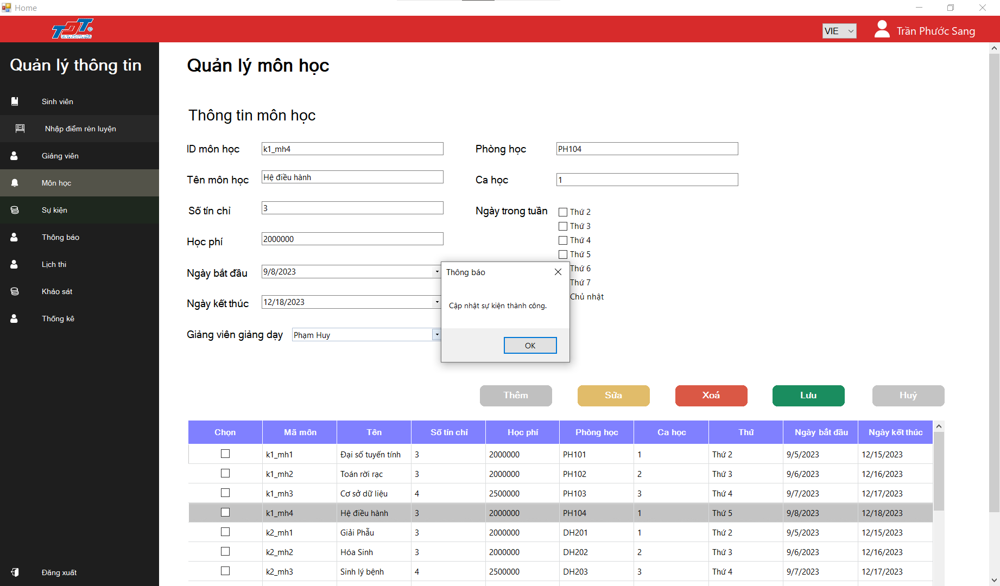 Home
VIE
Trần Phước Sang
Quản lý thông tin
Sinh viên
Nhập điểm rèn luyện
Giảng viên
Môn học
Sự kiện
Thông báo
Lịch thi
Khảo sát
Thống kê
Đăng xuất
Quản lý môn học
Thông tin môn học
ID môn học k1_mh4
Phòng học PH104
Tên môn học Hệ điều hành
Ca học 1
Số tín chỉ 3
Ngày trong tuần
Thứ 2
Thứ 3
Thứ 4
Thứ 5
Thứ 6
Thứ 7
Chủ nhật
Học phí 2000000
Ngày bắt đầu 9/8/2023
Ngày kết thúc 12/18/2023
Giảng viên giảng dạy Phạm Huy
Thông báo
Cập nhật sự kiện thành công.
OK
Thêm Sửa Xoá Lưu Huỷ
Chọn Mã môn Tên Số tín chỉ Học phí Phòng học Ca học Thứ Ngày bắt đầu Ngày kết thúc
k1_mh1 Đại số tuyến tính 3 2000000 PH101 1 Thứ 2 9/5/2023 12/15/2023
k1_mh2 Toán rời rạc 3 2000000 PH102 2 Thứ 3 9/6/2023 12/16/2023
k1_mh3 Cơ sở dữ liệu 4 2500000 PH103 3 Thứ 4 9/7/2023 12/17/2023
k1_mh4 Hệ điều hành 3 2000000 PH104 1 Thứ 5 9/8/2023 12/18/2023
k2_mh1 Giải Phẫu 3 2000000 DH201 1 Thứ 2 9/5/2023 12/15/2023
k2_mh2 Hóa Sinh 3 2000000 DH202 2 Thứ 3 9/6/2023 12/16/2023
k2_mh3 Sinh lý bệnh 4 2500000 DH203 3 Thứ 4 9/7/2023 12/17/2023